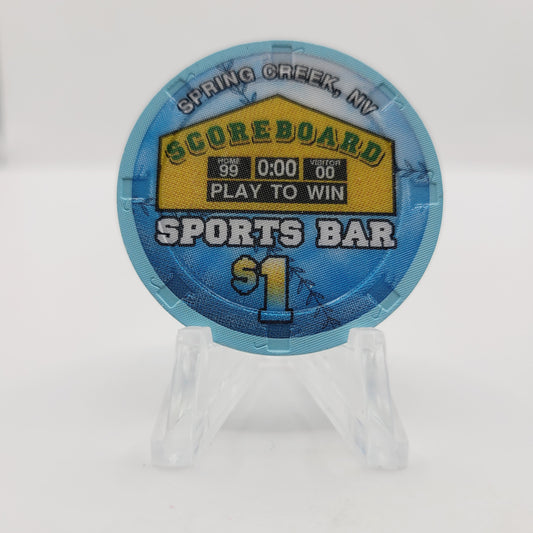 SPRING CREEK, NV
SCOREBOARD
HOME 0:00 VISITOR
99 00
PLAY TO WIN
SPORTS BAR
$1